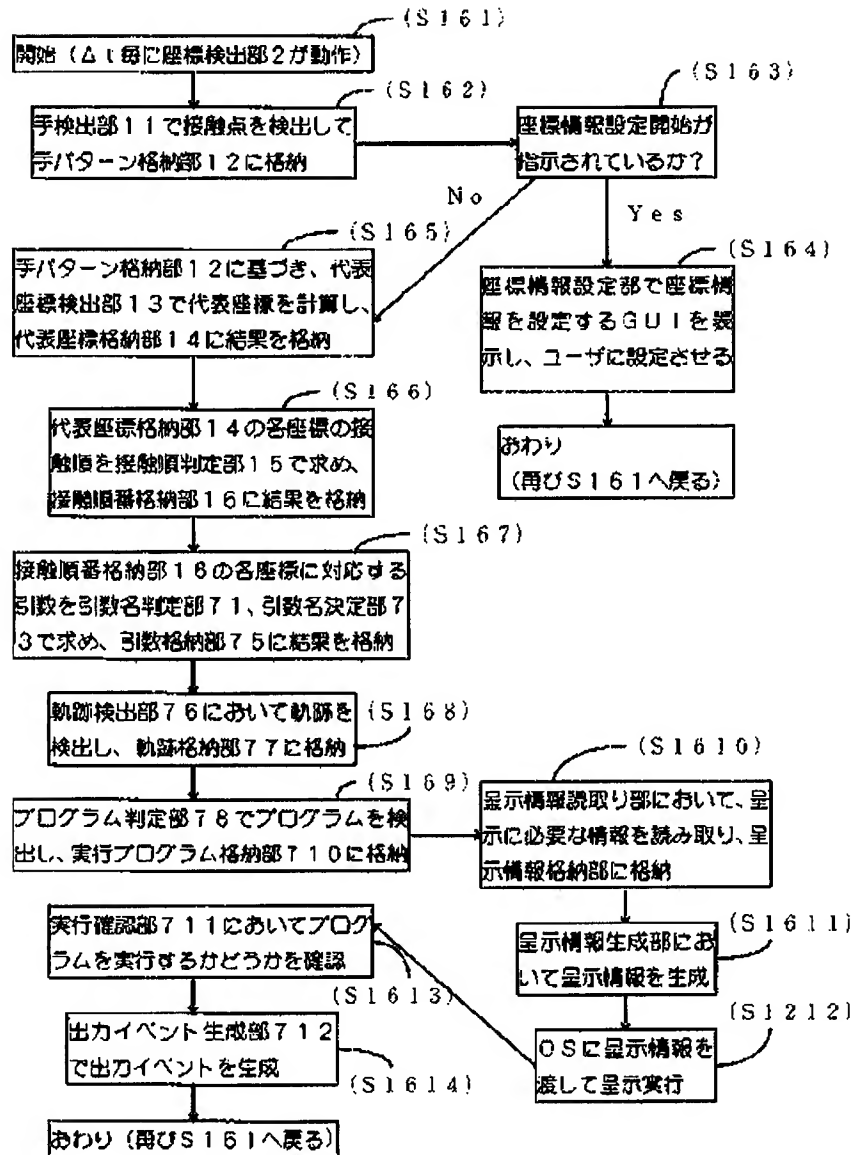 (S161)
開始（Δt毎に座標検出部2が動作）
(S162)
手検出部11で接触点を検出して
手パターン格納部12に格納
(S163)
座標情報設定開始が
指示されているか？
No
Yes
(S164)
座標情報設定部で座標情
報を設定するGUIを表
示し、ユーザに設定させる
おわり
（再びS161へ戻る）
(S165)
手パターン格納部12に基づき、代表
座標検出部13で代表座標を計算し、
代表座標格納部14に結果を格納
(S166)
代表座標格納部14の各座標の接
触順を接触順判定部15で求め、
接触順番格納部16に結果を格納
(S167)
接触順番格納部16の各座標に対応する
引数を引数名判定部71、引数名決定部7
3で求め、引数格納部75に結果を格納
軌跡検出部76において軌跡を
検出し、軌跡格納部77に格納
(S168)
(S169)
プログラム判定部78でプログラムを検
出し、実行プログラム格納部710に格納
(S1610)
呈示情報読取り部において、呈
示に必要な情報を読み取り、呈
示情報格納部に格納
(S1611)
呈示情報生成部にお
いて呈示情報を生成
(S1212)
OSに呈示情報を
渡して呈示実行
実行確認部711においてプログ
ラムを実行するかどうかを確認
(S1613)
出力イベント生成部712
で出力イベントを生成
(S1614)
おわり（再びS161へ戻る）